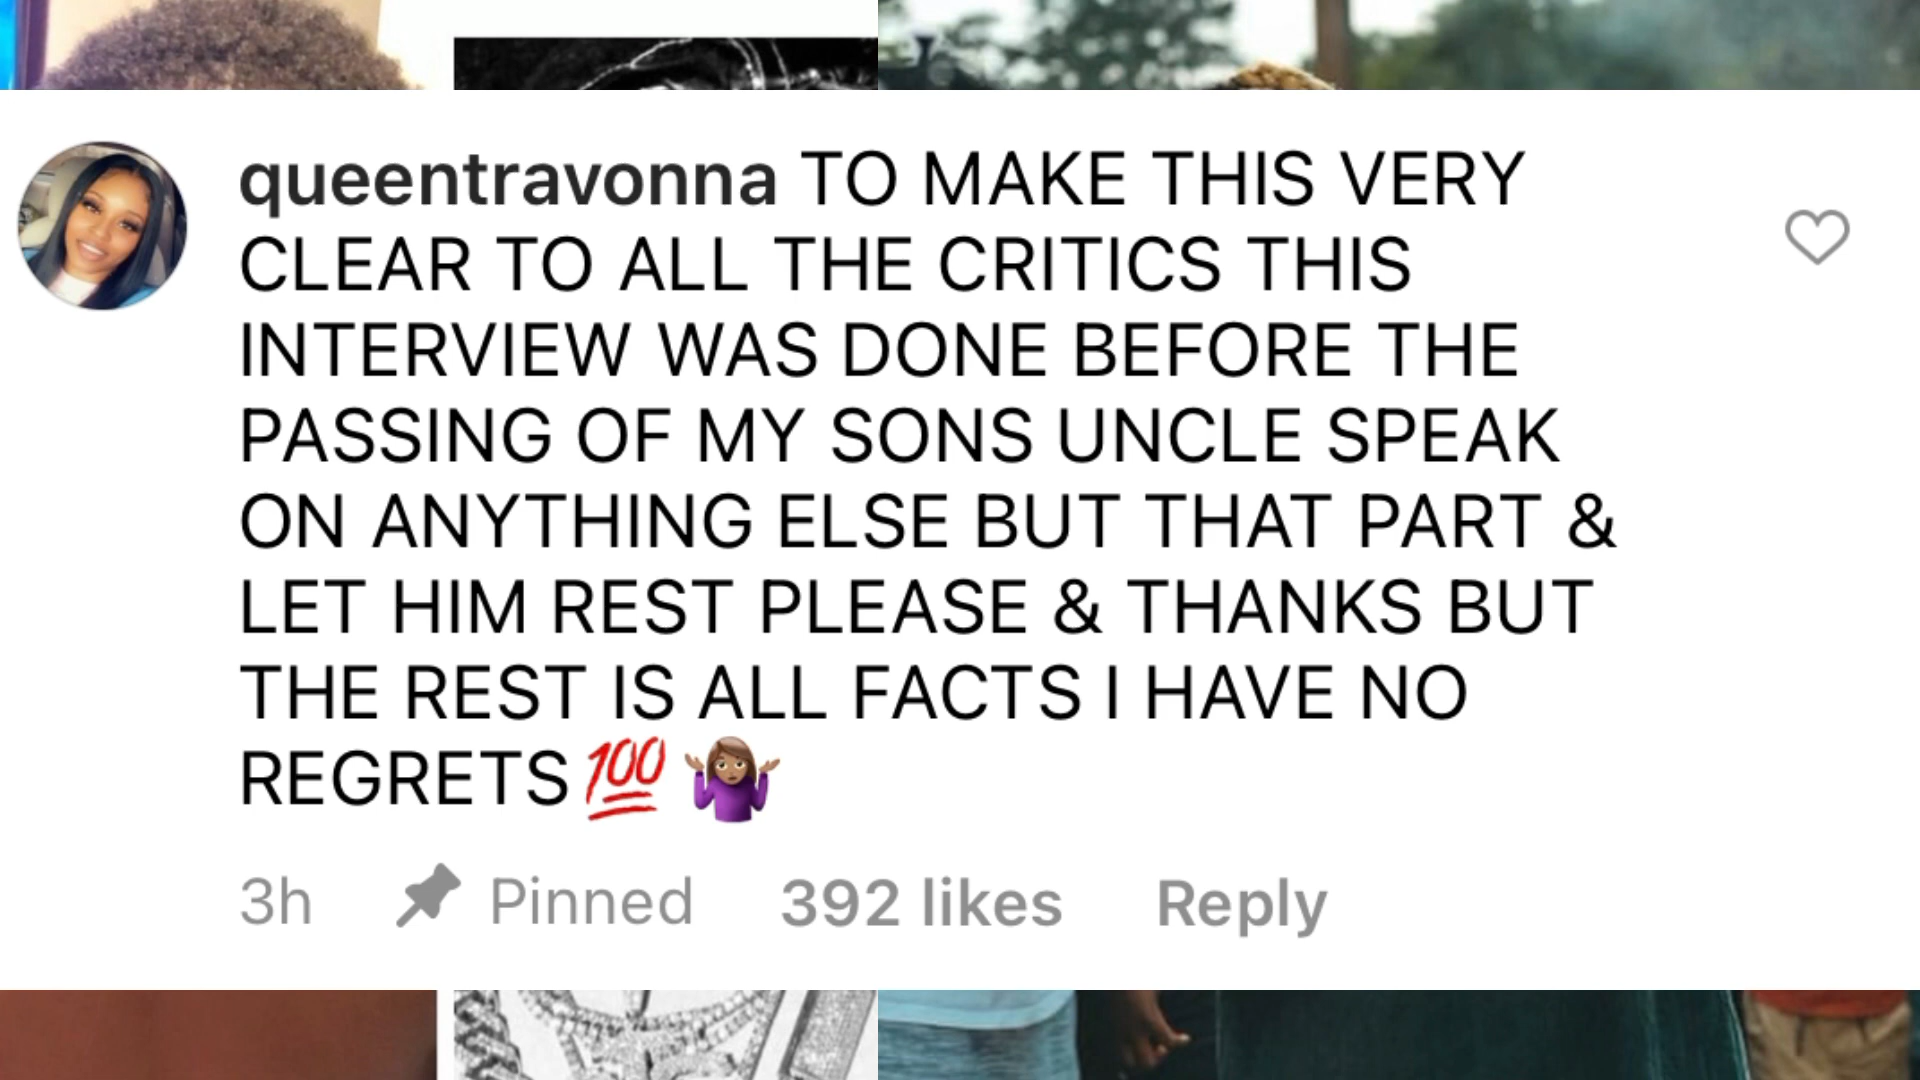 queentravonna TO MAKE THIS VERY
CLEAR TO ALL THE CRITICS THIS
INTERVIEW WAS DONE BEFORE THE
PASSING OF MY SONS UNCLE SPEAK
ON ANYTHING ELSE BUT THAT PART &
LET HIM REST PLEASE & THANKS BUT
THE REST IS ALL FACTS I HAVE NO
REGRETS💯🤷🏽‍♀️
3h Pinned 392 likes Reply